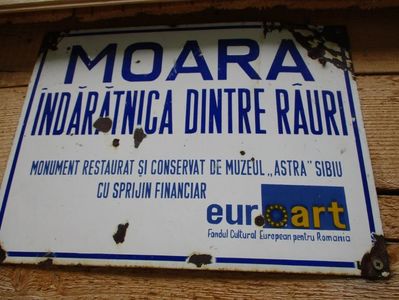 MOARA
ÎNDĂRĂTNICA DINTRE RÂURI
MONUMENT RESTAURAT ȘI CONSERVAT DE MUZEUL „ASTRA" SIBIU
CU SPRIJIN FINANCIAR
euroart
Fondul Cultural European pentru Romania